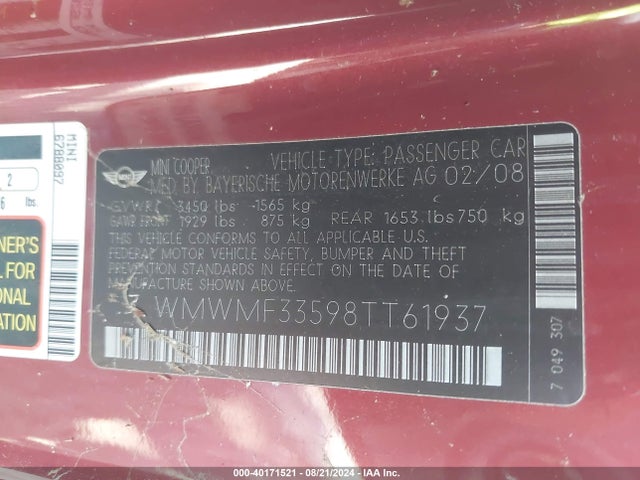 MINI
6788097
2
6 lbs.
NER'S
L FOR
ONAL
ATION
MINI
MINI COOPER
VEHICLE TYPE: PASSENGER CAR
MFD BY BAYERISCHE MOTORENWERKE AG 02/08
GVWR: 3450 lbs -1565 kg
GAWR FRONT 1929 lbs 875 kg REAR 1653 lbs 750 kg
THIS VEHICLE CONFORMS TO ALL APPLICABLE U.S.
FEDERAL MOTOR VEHICLE SAFETY, BUMPER AND THEFT
PREVENTION STANDARDS IN EFFECT ON THE DATE OF
MANUFACTURE SHOWN ABOVE.
WMWMF33598TT61937
7 049 307
000-40171521 - 08/21/2024 - IAA Inc.